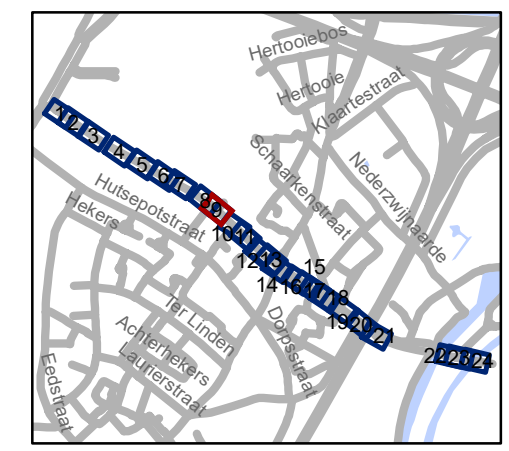 Hertooiebos
Hertooie
Klaartestraat
Schaarkenstraat
Nederzwijnaarde
Hutsepotstraat
Hekers
Ter Linden
Achterhekers
Laurierstraat
Eedstraat
Dorpsstraat
1
2
3
4
5
6
7
8
9
10
11
12
13
14
15
16
17
18
19
20
21
22
23
24